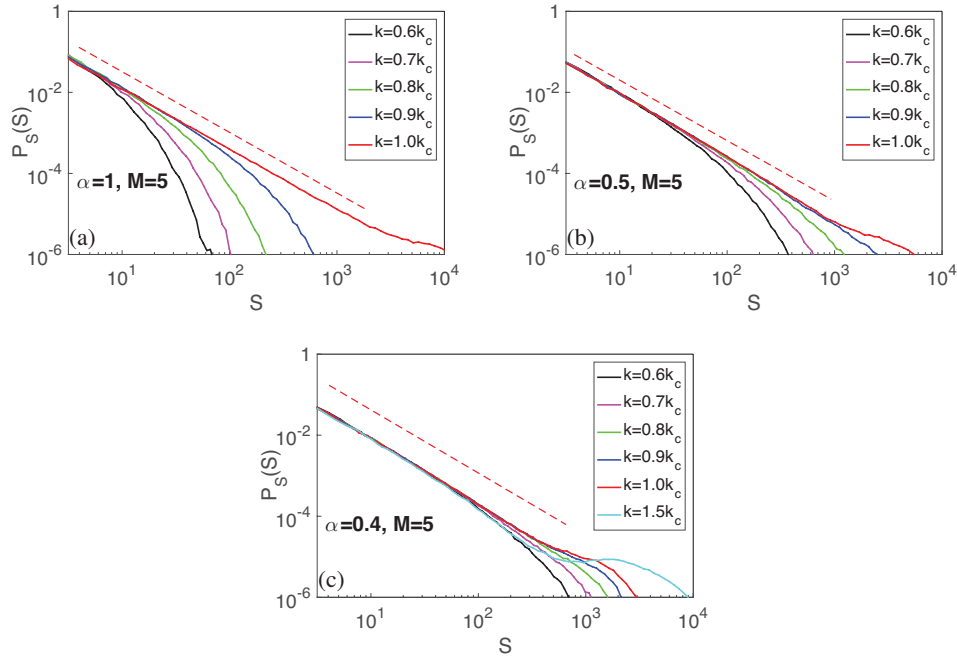 1
10^-2
10^-4
10^-6
P_S(S)
k=0.6k_c
k=0.7k_c
k=0.8k_c
k=0.9k_c
k=1.0k_c
α=1, M=5
(a)
10^1
10^2
10^3
10^4
S
1
10^-2
10^-4
10^-6
P_S(S)
k=0.6k_c
k=0.7k_c
k=0.8k_c
k=0.9k_c
k=1.0k_c
α=0.5, M=5
(b)
10^1
10^2
10^3
10^4
S
1
10^-2
10^-4
10^-6
P_S(S)
k=0.6k_c
k=0.7k_c
k=0.8k_c
k=0.9k_c
k=1.0k_c
k=1.5k_c
α=0.4, M=5
(c)
10^1
10^2
10^3
10^4
S